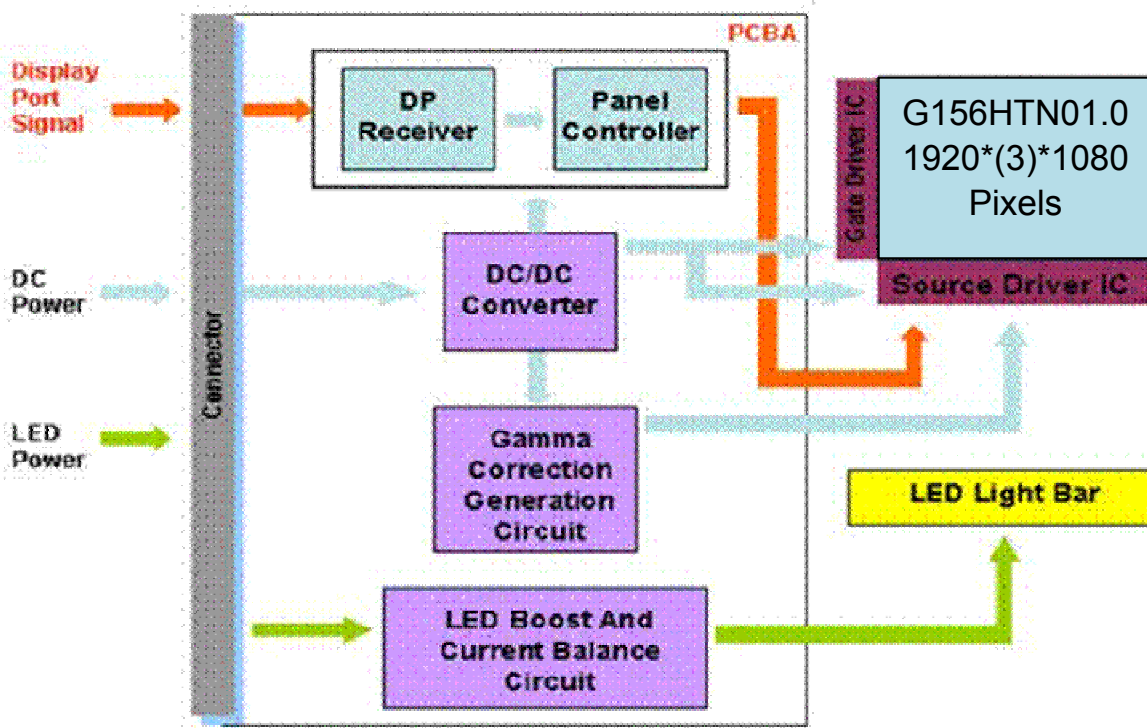 PCBA
Display
Port
Signal
DP
Receiver
Panel
Controller
Gate Driver IC
G156HTN01.0
1920*(3)*1080
Pixels
Source Driver IC
DC
Power
DC/DC
Converter
Connector
LED
Power
Gamma
Correction
Generation
Circuit
LED Light Bar
LED Boost And
Current Balance
Circuit